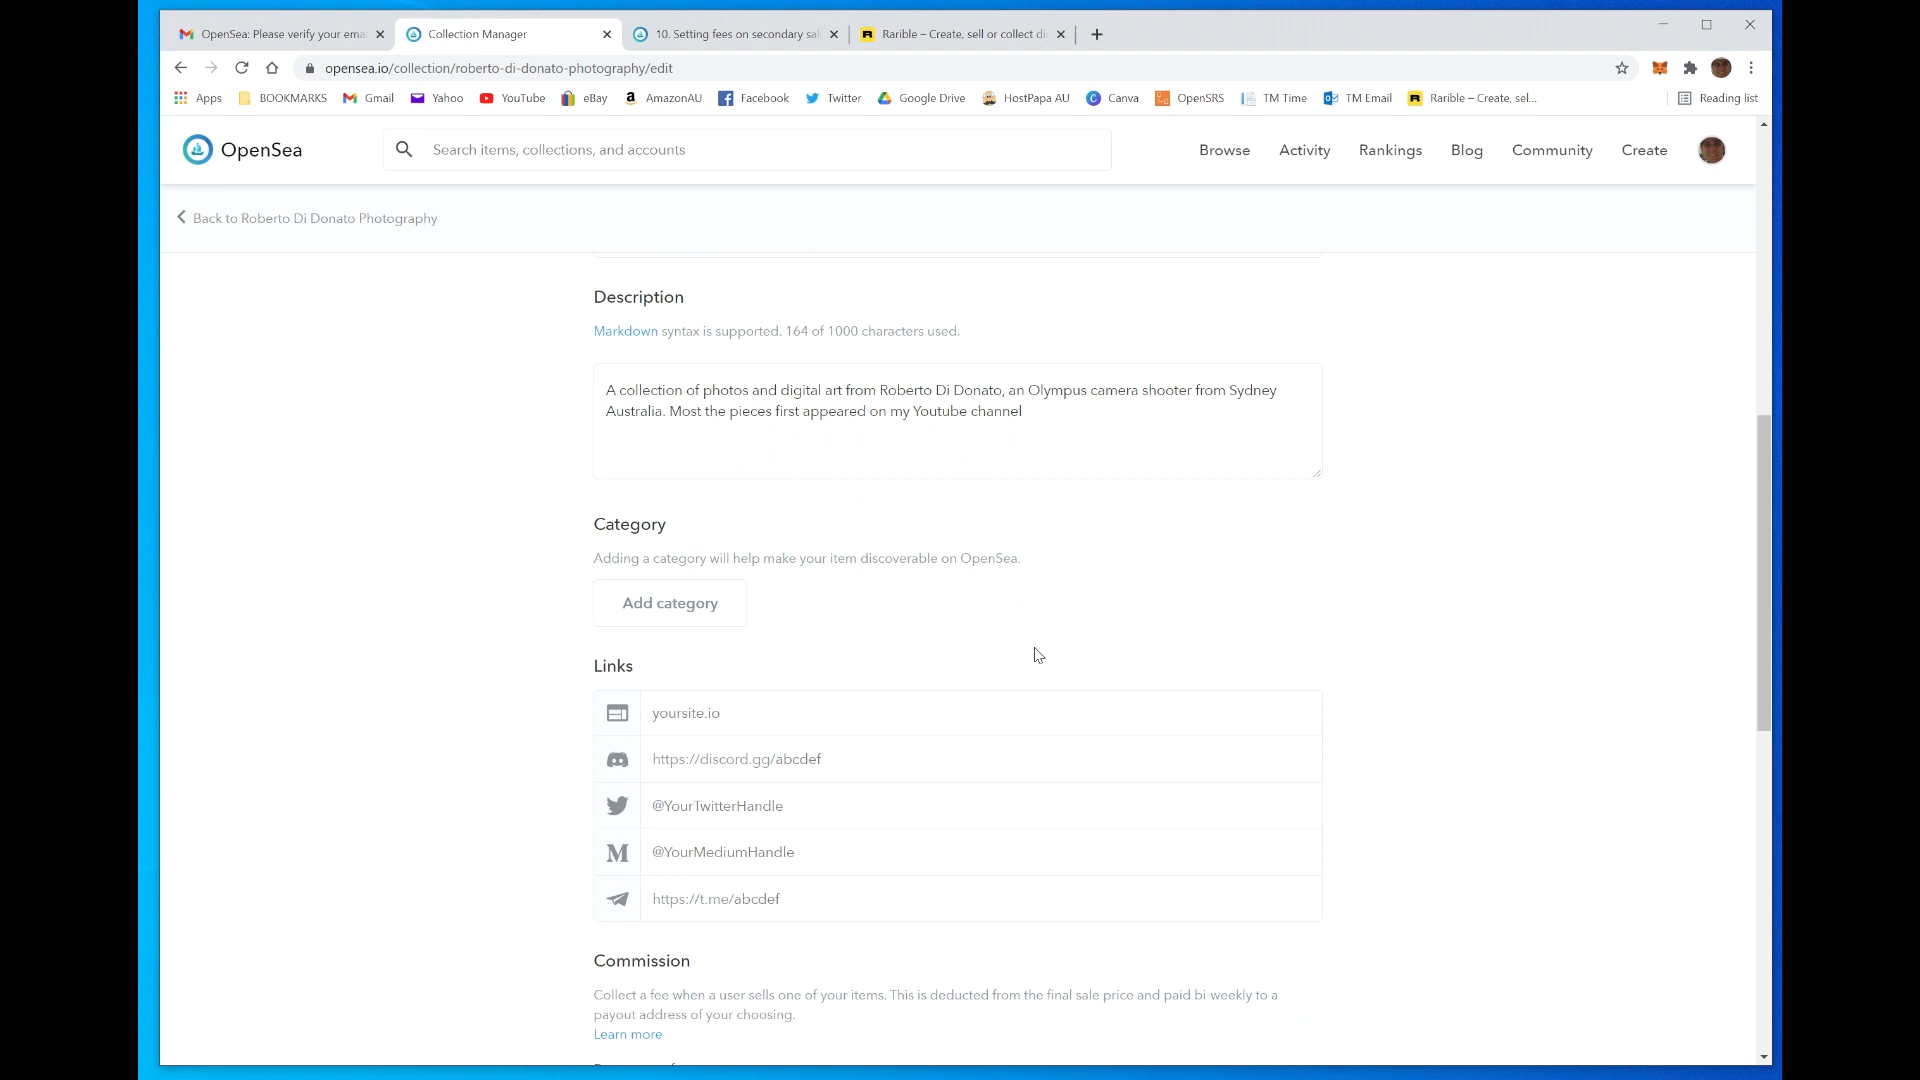 OpenSea: Please verify your emai
Collection Manager
10. Setting fees on secondary sal
Rarible – Create, sell or collect di
opensea.io/collection/roberto-di-donato-photography/edit
Apps
BOOKMARKS
Gmail
Yahoo
YouTube
eBay
AmazonAU
Facebook
Twitter
Google Drive
HostPapa AU
Canva
OpenSRS
TM Time
TM Email
Rarible – Create, sel...
Reading list
OpenSea
Search items, collections, and accounts
Browse
Activity
Rankings
Blog
Community
Create
Back to Roberto Di Donato Photography
Description
Markdown syntax is supported. 164 of 1000 characters used.
A collection of photos and digital art from Roberto Di Donato, an Olympus camera shooter from Sydney
Australia. Most the pieces first appeared on my Youtube channel
Category
Adding a category will help make your item discoverable on OpenSea.
Add category
Links
yoursite.io
https://discord.gg/abcdef
@YourTwitterHandle
@YourMediumHandle
https://t.me/abcdef
Commission
Collect a fee when a user sells one of your items. This is deducted from the final sale price and paid bi-weekly to a
payout address of your choosing.
Learn more